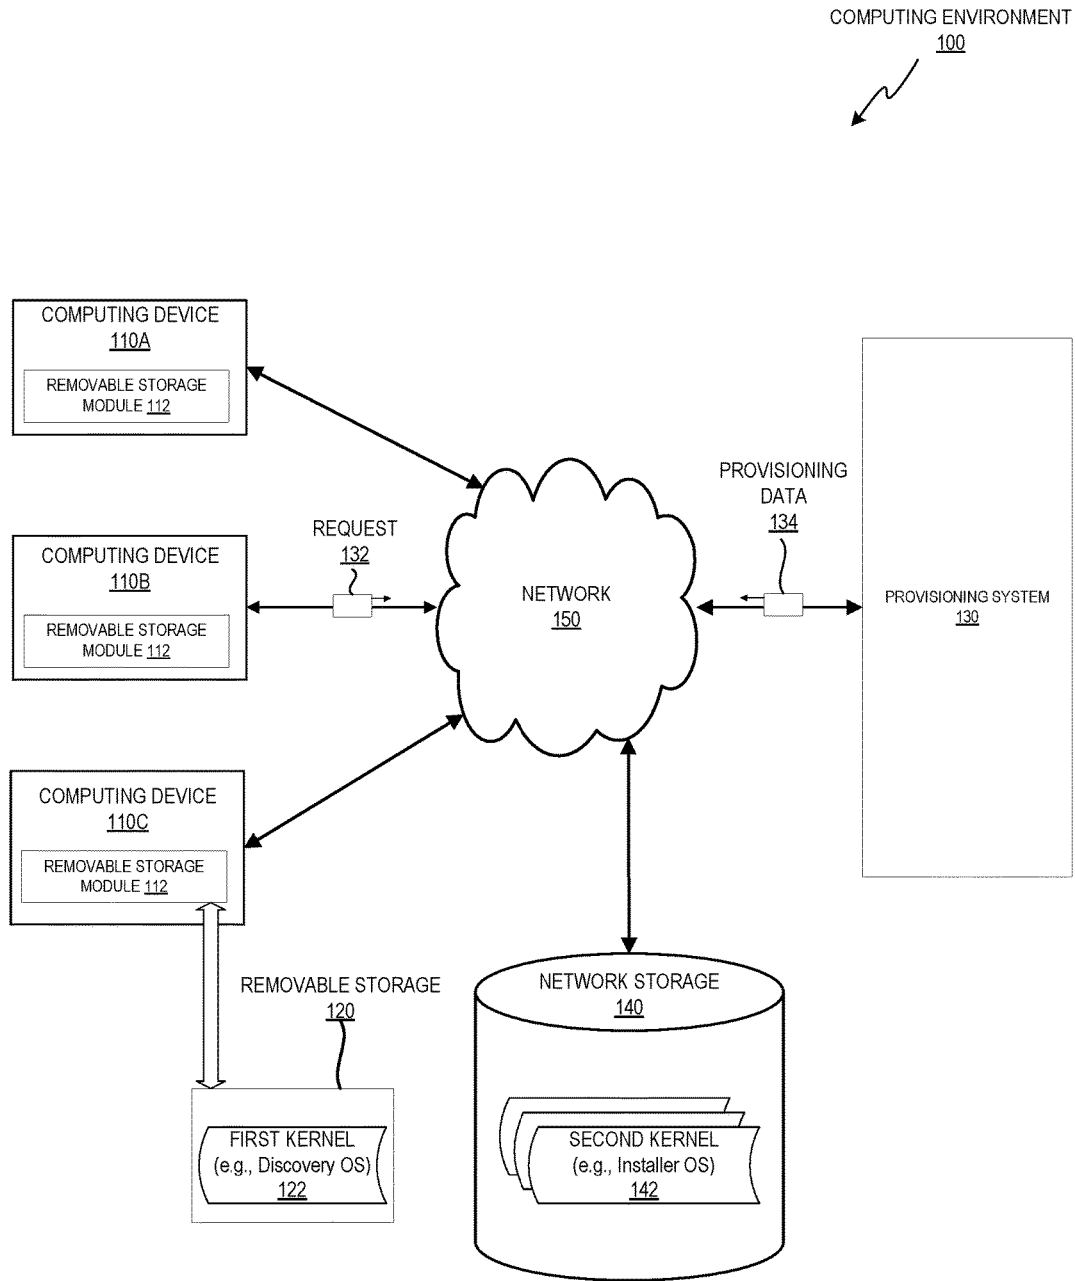 COMPUTING ENVIRONMENT
100
COMPUTING DEVICE
110A
REMOVABLE STORAGE
MODULE 112
PROVISIONING
DATA
134
REQUEST
132
COMPUTING DEVICE
110B
REMOVABLE STORAGE
MODULE 112
NETWORK
150
PROVISIONING SYSTEM
130
COMPUTING DEVICE
110C
REMOVABLE STORAGE
MODULE 112
REMOVABLE STORAGE
120
NETWORK STORAGE
140
FIRST KERNEL
(e.g., Discovery OS)
122
SECOND KERNEL
(e.g., Installer OS)
142